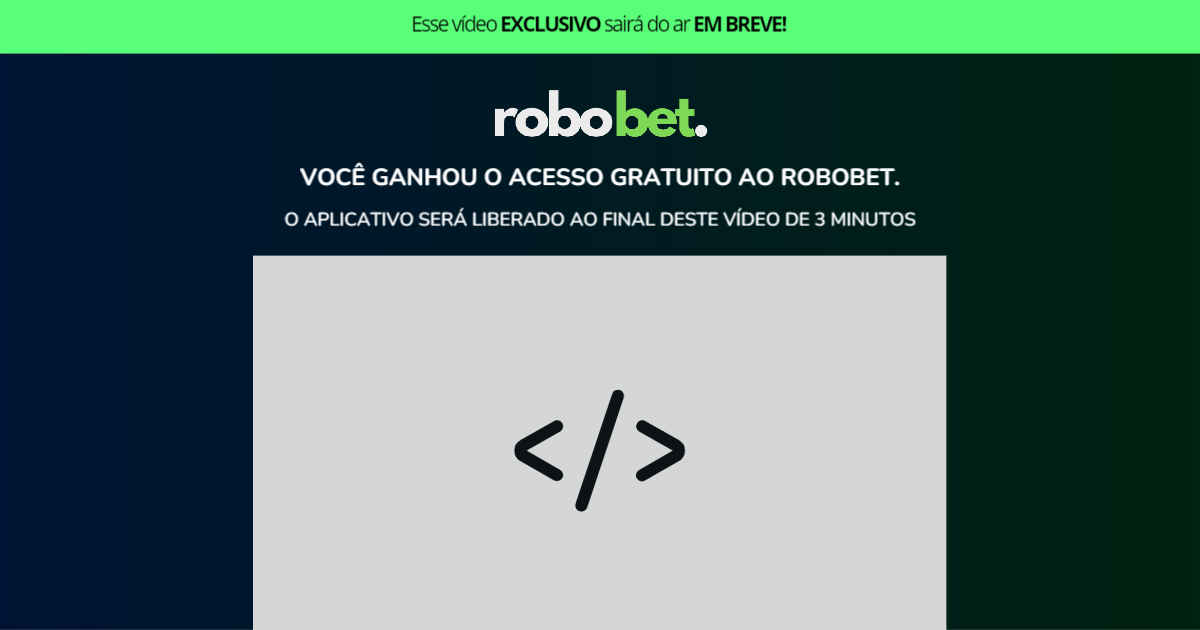 Esse vídeo EXCLUSIVO sairá do ar EM BREVE!
robobet.
VOCÊ GANHOU O ACESSO GRATUITO AO ROBOBET.
O APLICATIVO SERÁ LIBERADO AO FINAL DESTE VÍDEO DE 3 MINUTOS